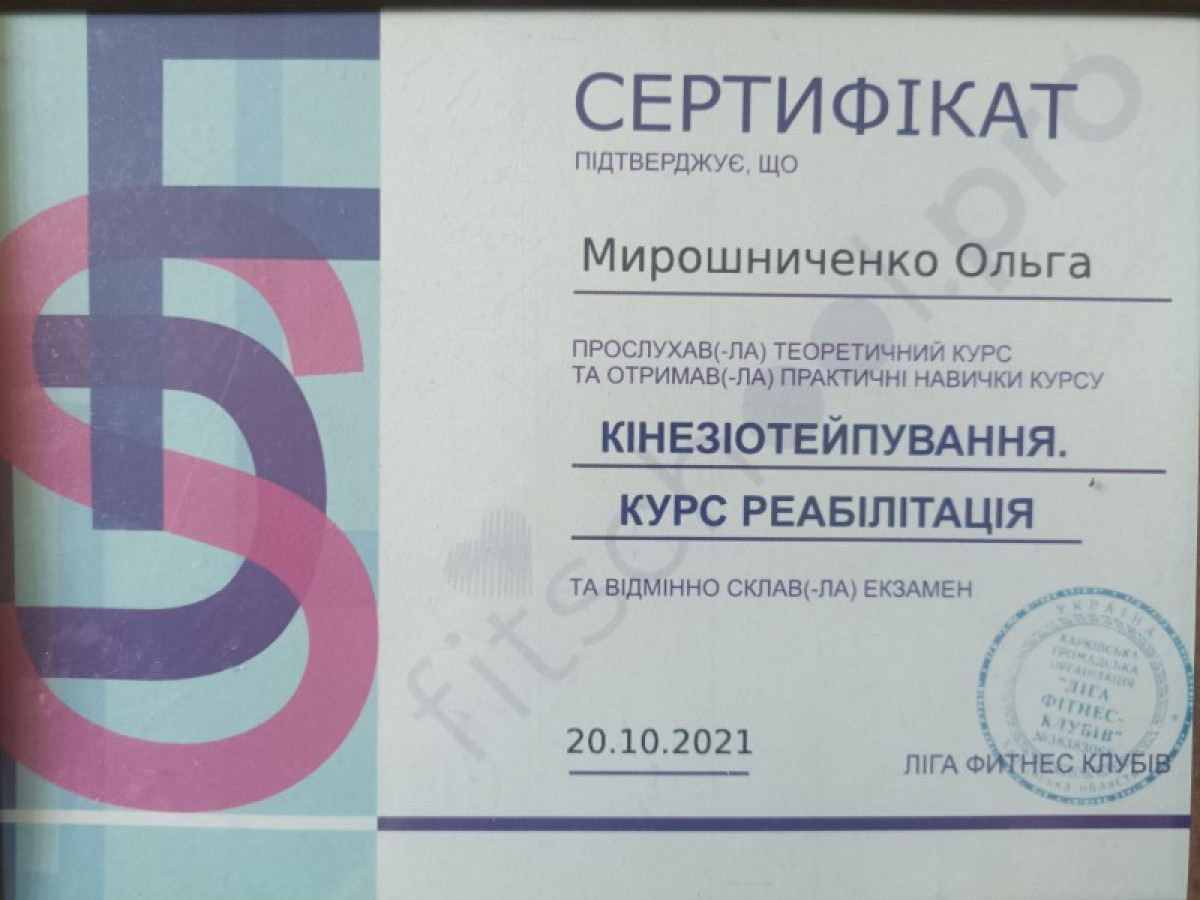 СЕРТИФІКАТ
ПІДТВЕРДЖУЄ, ЩО
Мирошниченко Ольга
ПРОСЛУХАВ(-ЛА) ТЕОРЕТИЧНИЙ КУРС
ТА ОТРИМАВ(-ЛА) ПРАКТИЧНІ НАВИЧКИ КУРСУ
КІНЕЗІОТЕЙПУВАННЯ.
КУРС РЕАБІЛІТАЦІЯ
ТА ВІДМІННО СКЛАВ(-ЛА) ЕКЗАМЕН
20.10.2021
ЛІГА ФИТНЕС КЛУБІВ
УКРАЇНА
ХАРКІВСЬКА
ГРОМАДСЬКА
ОРГАНІЗАЦІЯ
"ЛІГА
ФІТНЕС-
КЛУБІВ"